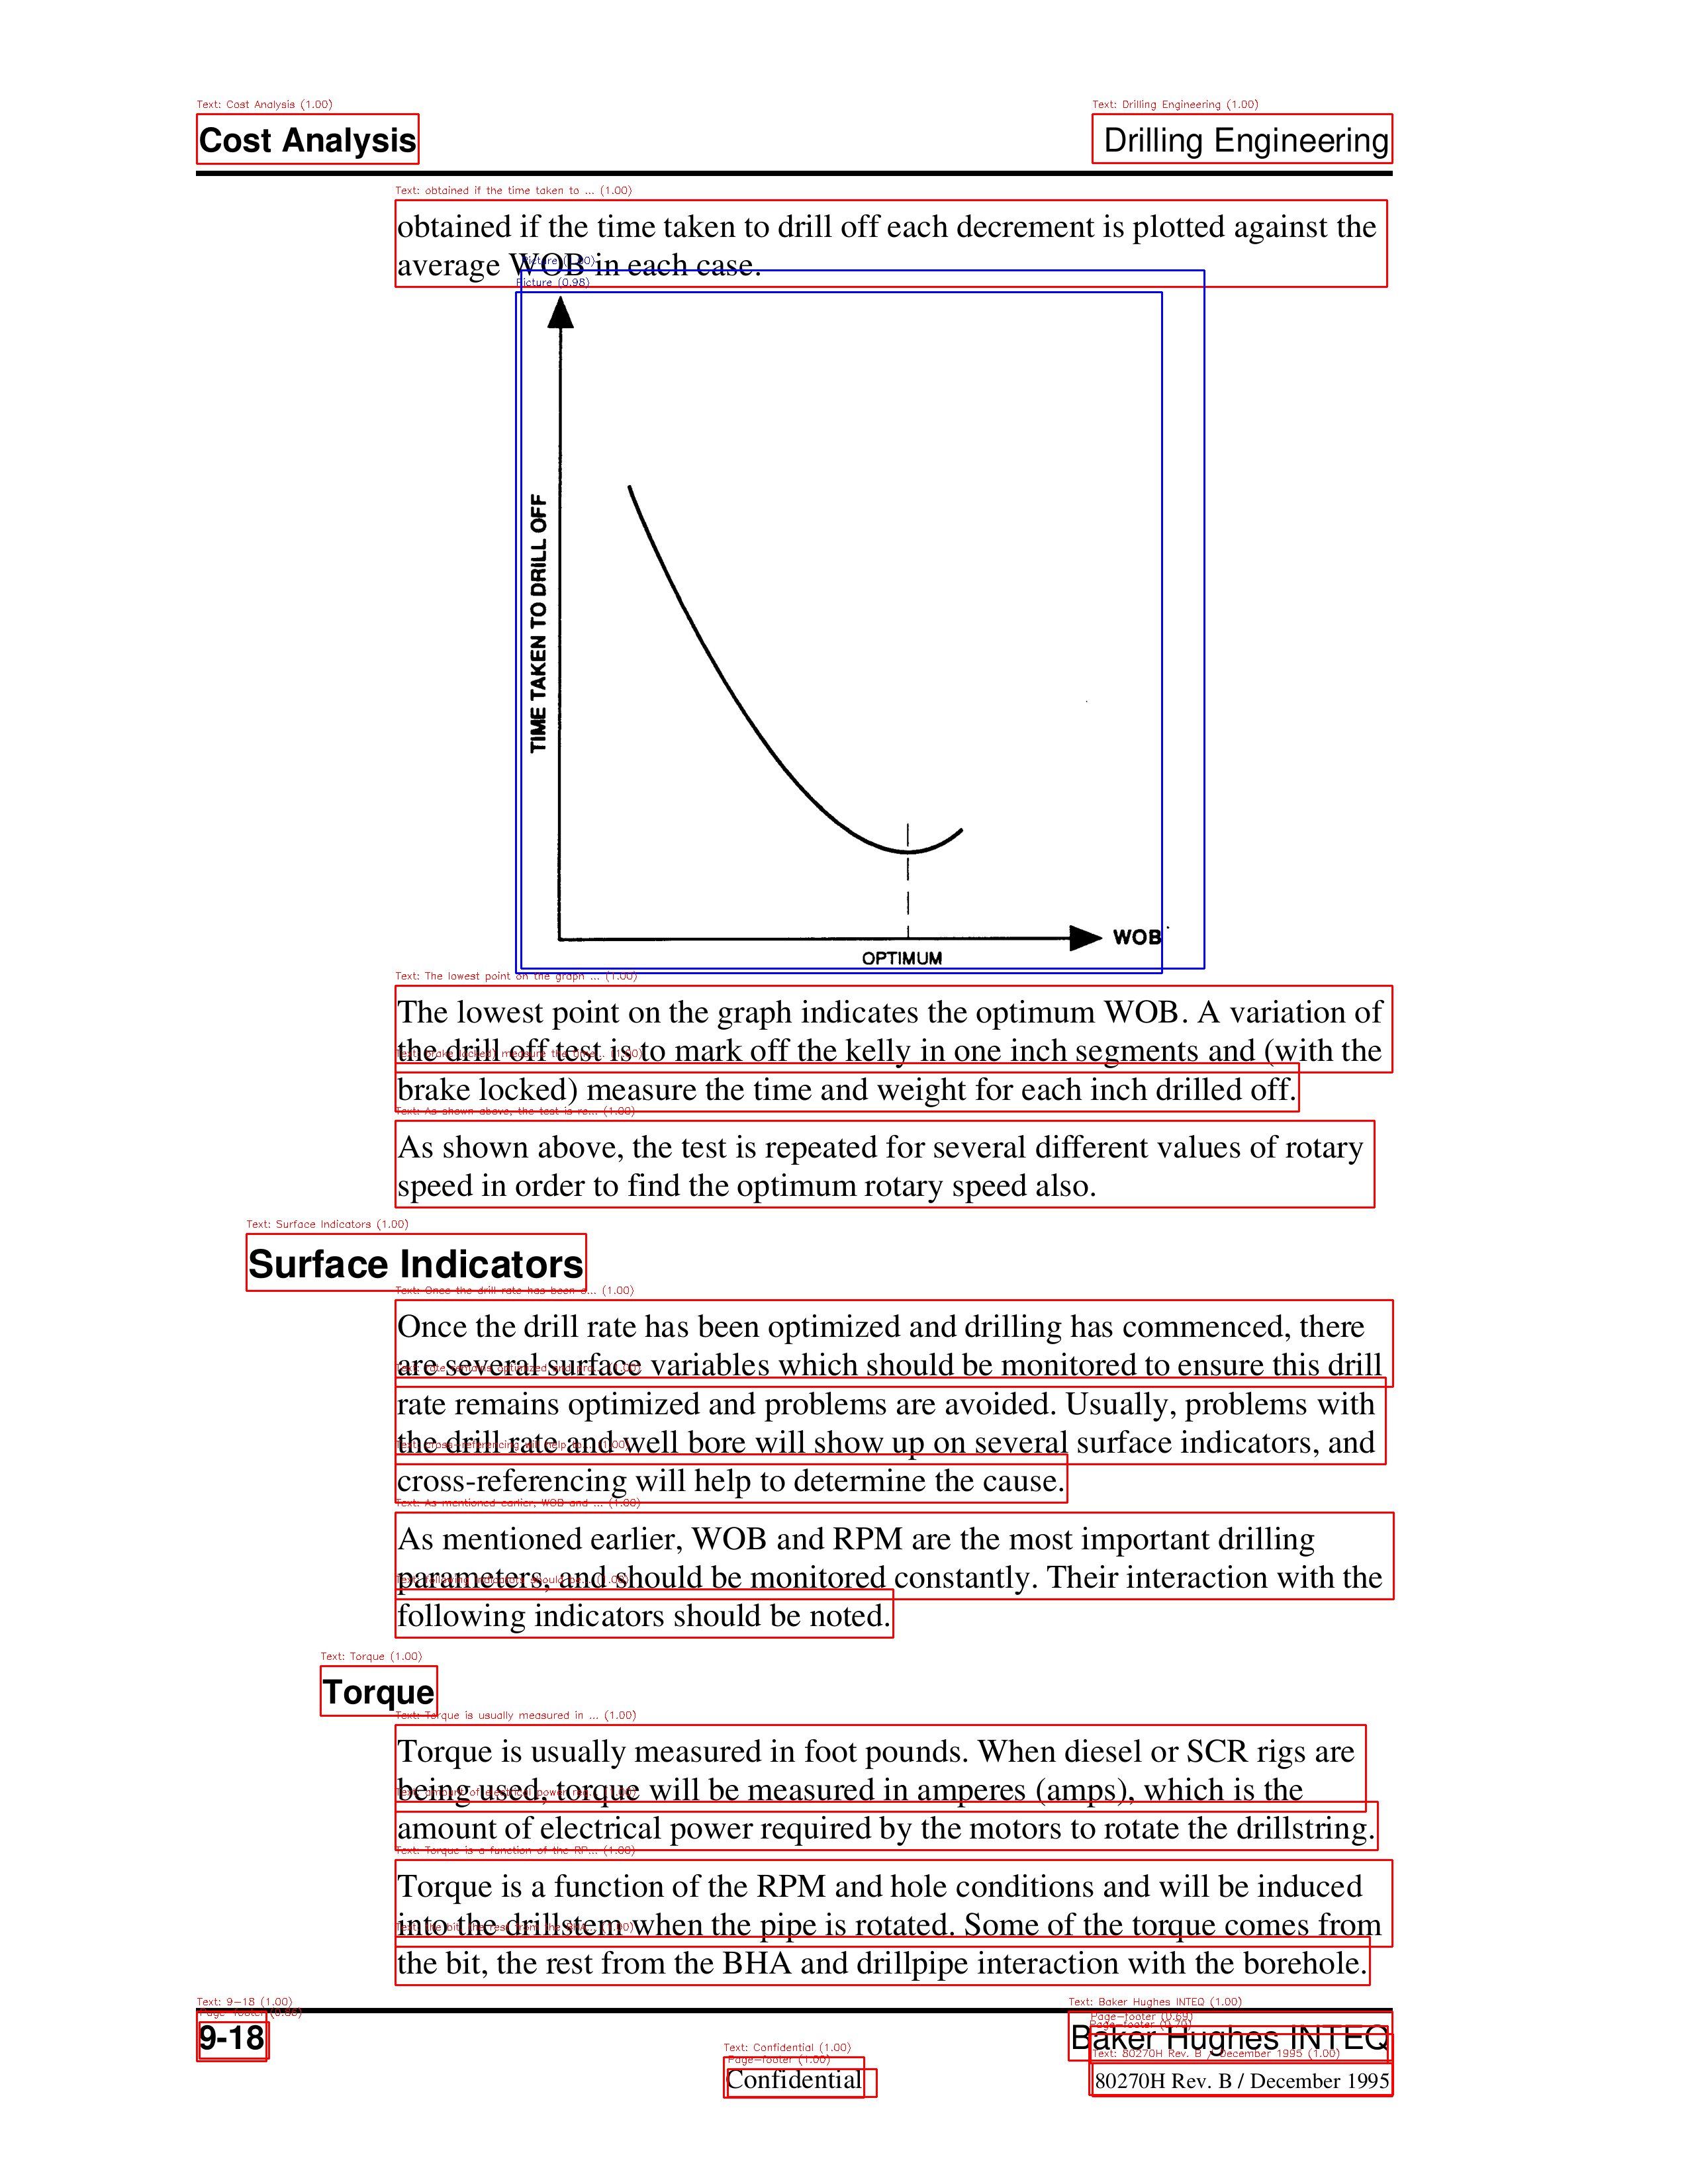 Text: Cost Analysis (1.00)
Text: Drilling Engineering (1.00)
Cost Analysis
Drilling Engineering
Text: obtained if the time taken to ... (1.00)
obtained if the time taken to drill off each decrement is plotted against the
average WOB in each case.
Picture (0.98)
TIME TAKEN TO DRILL OFF
WOB
OPTIMUM
Text: The lowest point on the graph ... (1.00)
The lowest point on the graph indicates the optimum WOB. A variation of
the drill off test is to mark off the kelly in one inch segments and (with the
brake locked) measure the time and weight for each inch drilled off.
Text: As shown above, the test is re... (1.00)
As shown above, the test is repeated for several different values of rotary
speed in order to find the optimum rotary speed also.
Text: Surface Indicators (1.00)
Surface Indicators
Text: Once the drill rate has been o... (1.00)
Once the drill rate has been optimized and drilling has commenced, there
are several surface variables which should be monitored to ensure this drill
rate remains optimized and problems are avoided. Usually, problems with
the drill rate and well bore will show up on several surface indicators, and
cross-referencing will help to determine the cause.
Text: As mentioned earlier, WOB and ... (1.00)
As mentioned earlier, WOB and RPM are the most important drilling
parameters, and should be monitored constantly. Their interaction with the
following indicators should be noted.
Text: Torque (1.00)
Torque
Text: Torque is usually measured in ... (1.00)
Torque is usually measured in foot pounds. When diesel or SCR rigs are
being used, torque will be measured in amperes (amps), which is the
amount of electrical power required by the motors to rotate the drillstring.
Text: Torque is a function of the RP... (1.00)
Torque is a function of the RPM and hole conditions and will be induced
into the drillstem when the pipe is rotated. Some of the torque comes from
the bit, the rest from the BHA and drillpipe interaction with the borehole.
Text: 9-18 (1.00)
Text: Baker Hughes INTEQ (1.00)
9-18
Baker Hughes INTEQ
Text: Confidential (1.00)
Text: 80270H Rev. B / December 1995 (1.00)
Page-footer (1.00)
Confidential
80270H Rev. B / December 1995